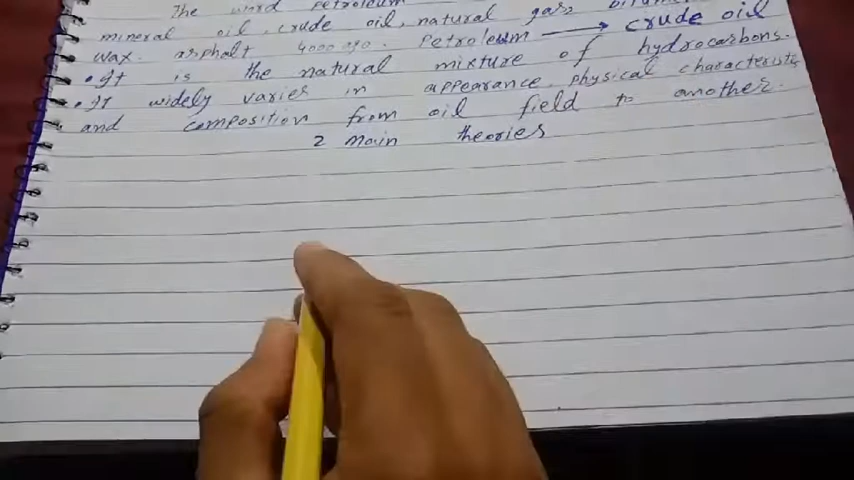 The word petroleum
mineral oil, crude oil, natural gas,
wax. asphalt 4000 ago. Petroleum → crude oil
• It is the natural mixture of hydrocarbons.
• It widely varies in appearance, physical characteristics
and composition from oil field to another.
2 main theories